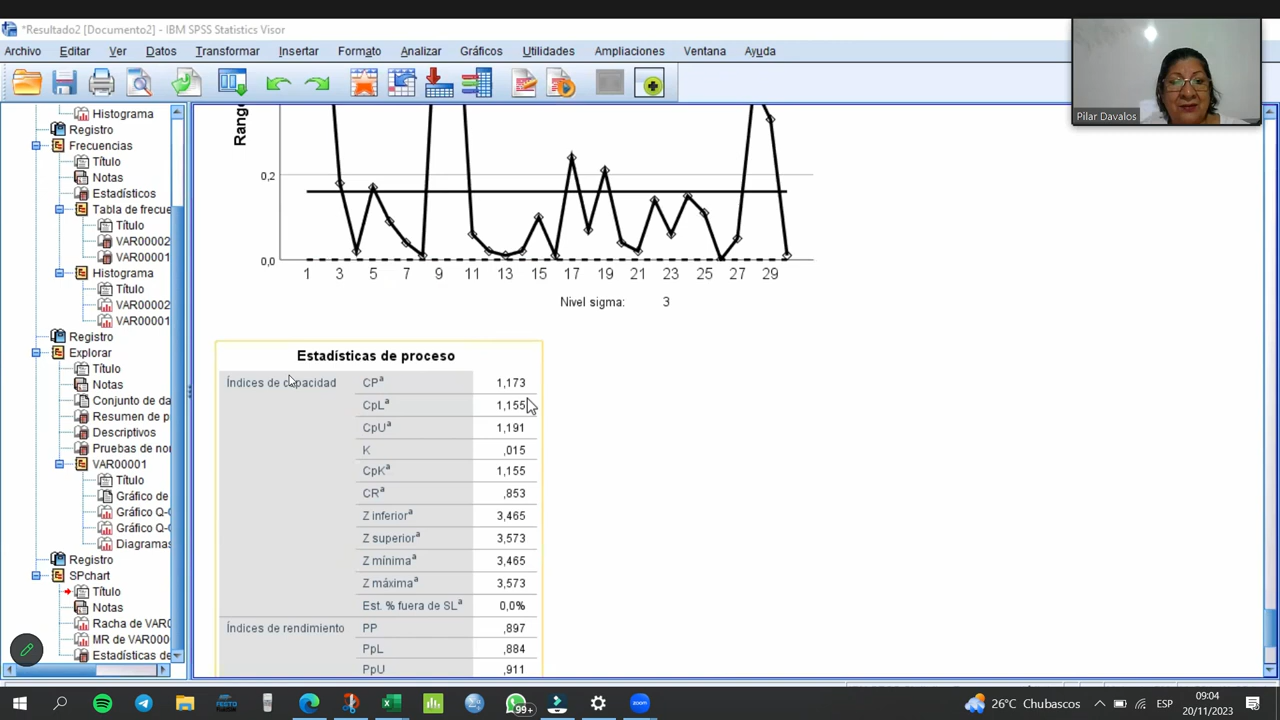 *Resultado2 [Documento2] - IBM SPSS Statistics Visor
Archivo Editar Ver Datos Transformar Insertar Formato Analizar Gráficos Utilidades Ampliaciones Ventana Ayuda
Pilar Davalos
Histograma
Registro
Frecuencias
Título
Notas
Estadísticos
Tabla de frecue
Título
VAR00002
VAR00001
Histograma
Título
VAR00002
VAR00001
Registro
Explorar
Título
Notas
Conjunto de da
Resumen de p
Descriptivos
Pruebas de nor
VAR00001
Título
Gráfico de
Gráfico Q-
Gráfico Q-
Diagramas
Registro
SPchart
Título
Notas
Racha de VAR0
MR de VAR000
Estadísticas de
Rang
0,2
0,0
1 3 5 7 9 11 13 15 17 19 21 23 25 27 29
Nivel sigma: 3
Estadísticas de proceso
Índices de capacidad CPa 1,173
CpLa 1,155
CpUa 1,191
K ,015
CpKa 1,155
CRa ,853
Z inferiora 3,465
Z superiora 3,573
Z mínimaa 3,465
Z máximaa 3,573
Est. % fuera de SLa 0,0%
Índices de rendimiento PP ,897
PpL ,884
PpU ,911
FESTO
99+
zoom
26°C Chubascos
ESP
09:04
20/11/2023